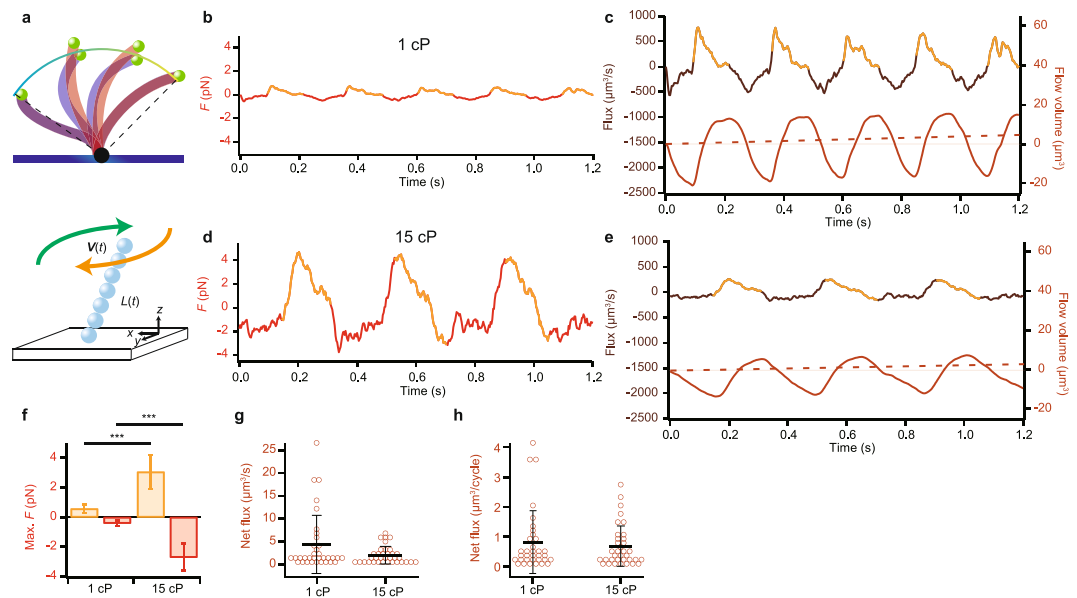 a
V(t)
L(t)
z
x
y
b
1 cP
F (pN)
4
2
0
-2
-4
0.0 0.2 0.4 0.6 0.8 1.0 1.2
Time (s)
c
Flux (µm³/s)
1000
500
0
-500
-1000
-1500
-2000
-2500
60
40
20
0
-20
Flow volume (µm³)
0.0 0.2 0.4 0.6 0.8 1.0 1.2
Time (s)
d
15 cP
F (pN)
4
2
0
-2
-4
0.0 0.2 0.4 0.6 0.8 1.0 1.2
Time (s)
e
Flux (µm³/s)
1000
500
0
-500
-1000
-1500
-2000
-2500
60
40
20
0
-20
Flow volume (µm³)
0.0 0.2 0.4 0.6 0.8 1.0 1.2
Time (s)
f
***
***
Max. F (pN)
4
2
0
-2
-4
1 cP 15 cP
g
Net flux (µm³/s)
25
20
15
10
5
0
1 cP 15 cP
h
Net flux (µm³/cycle)
4
3
2
1
0
1 cP 15 cP